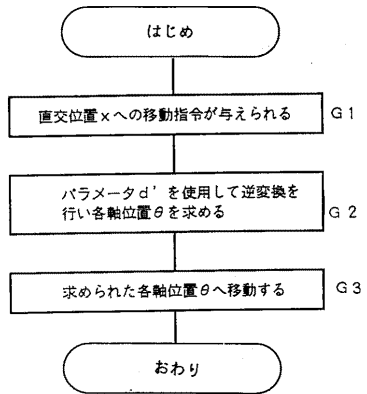 はじめ
直交位置xへの移動指令が与えられる G1
パラメータd'を使用して逆変換を
行い各軸位置θを求める G2
求められた各軸位置θへ移動する G3
おわり